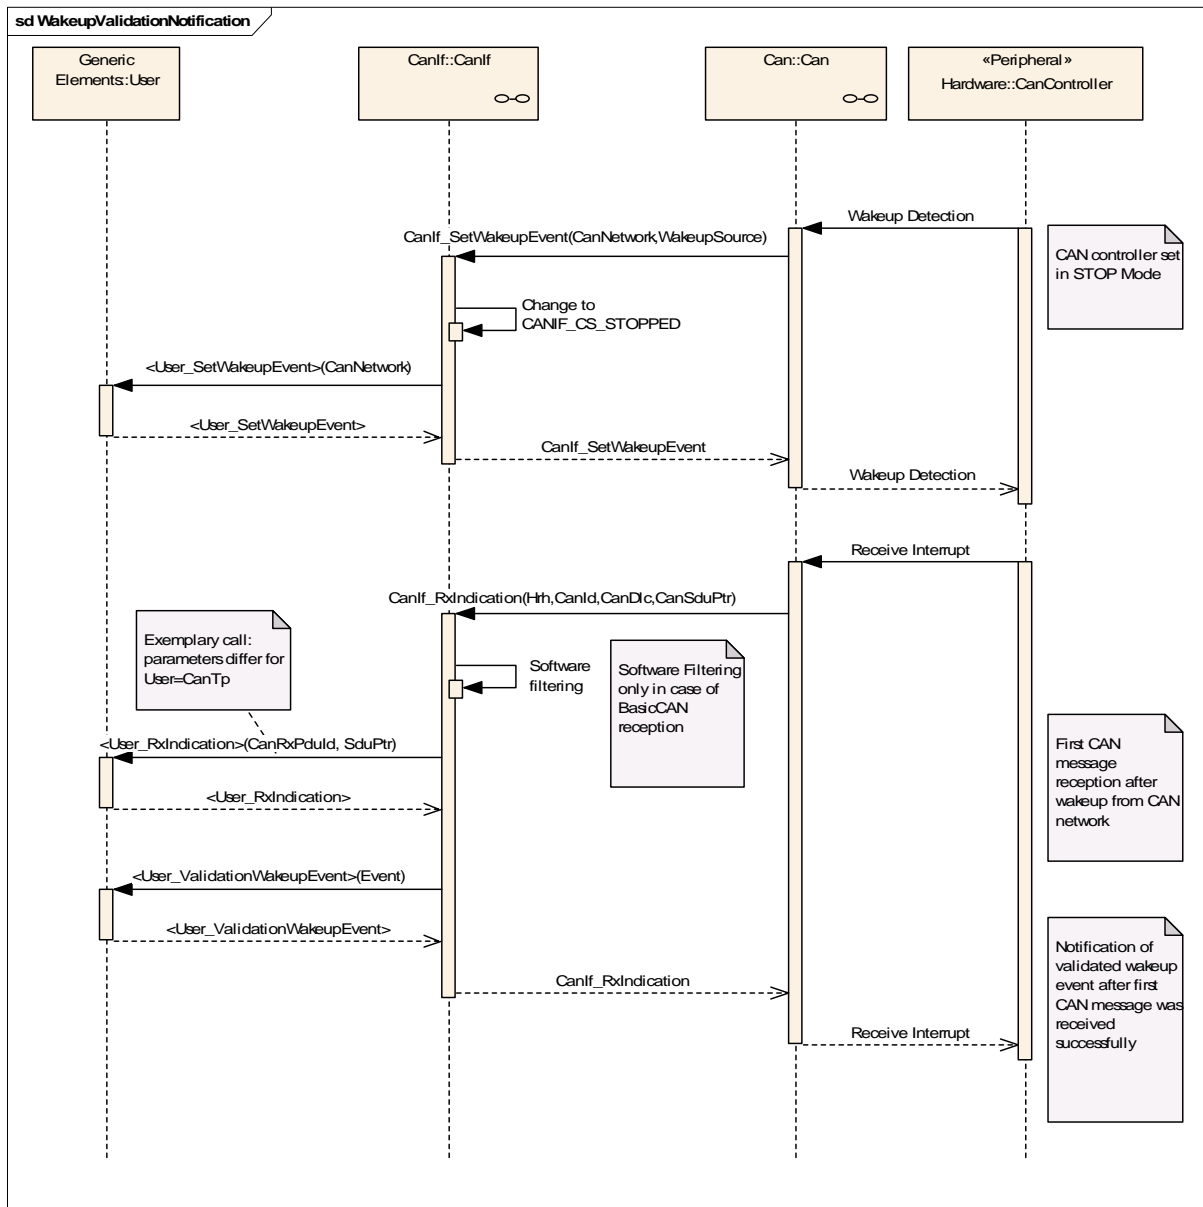 sd WakeupValidationNotification
Generic
Elements::User
CanIf::CanIf
Can::Can
«Peripheral»
Hardware::CanController
Wakeup Detection
CanIf_SetWakeupEvent(CanNetwork,WakeupSource)
CAN controller set
in STOP Mode
Change to
CANIF_CS_STOPPED
<User_SetWakeupEvent>(CanNetwork)
<User_SetWakeupEvent>
CanIf_SetWakeupEvent
Wakeup Detection
Receive Interrupt
CanIf_RxIndication(Hrh,CanId,CanDlc,CanSduPtr)
Exemplary call:
parameters differ for
User=CanTp
Software
filtering
Software Filtering
only in case of
BasicCAN
reception
<User_RxIndication>(CanRxPduId, SduPtr)
<User_RxIndication>
First CAN
message
reception after
wakeup from CAN
network
<User_ValidationWakeupEvent>(Event)
<User_ValidationWakeupEvent>
CanIf_RxIndication
Notification of
validated wakeup
event after first
CAN message was
received
successfully
Receive Interrupt